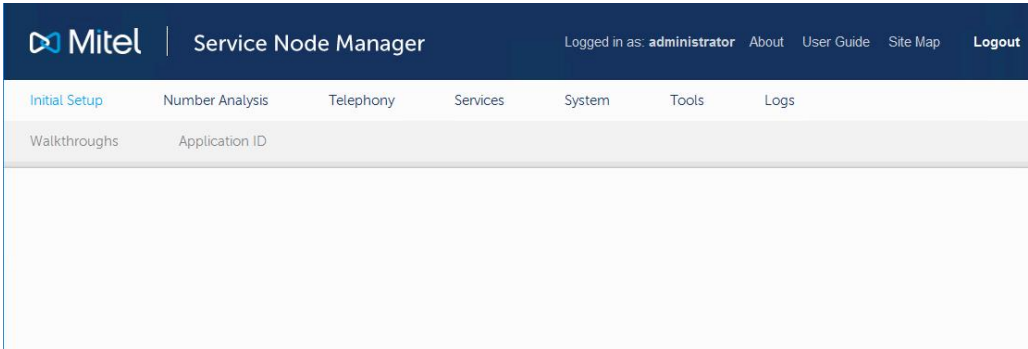 Mitel | Service Node Manager Logged in as: administrator About User Guide Site Map Logout
Initial Setup Number Analysis Telephony Services System Tools Logs
Walkthroughs Application ID